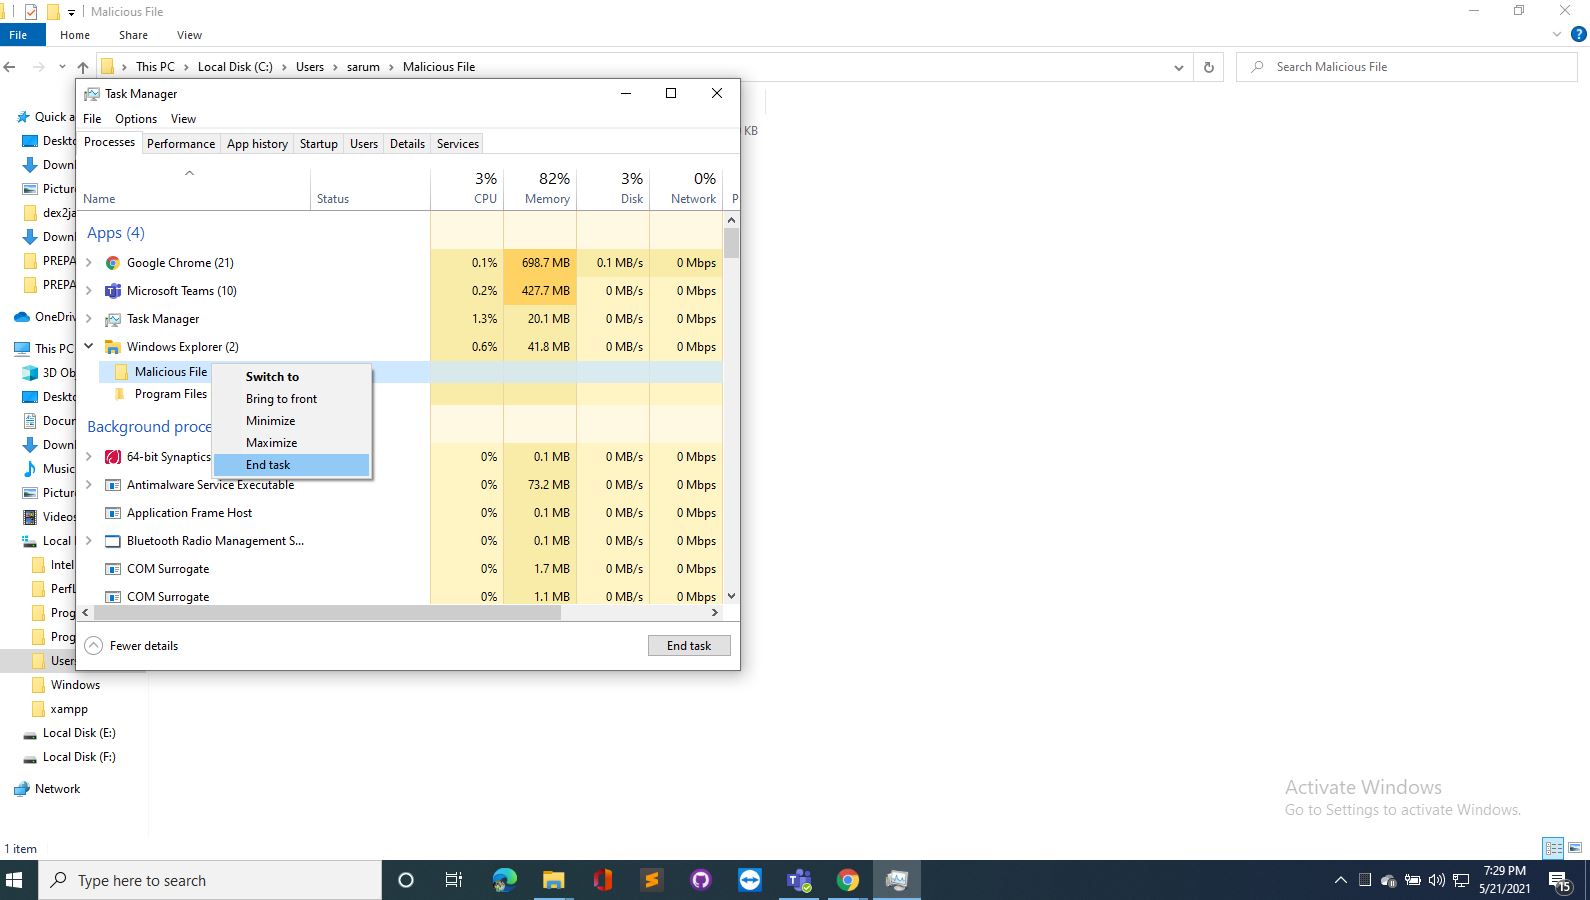 Malicious File
File Home Share View
This PC > Local Disk (C:) > Users > sarum > Malicious File
Search Malicious File
Quick a
Deskto
Down
Picture
dex2ja
Down
PREPA
PREPA
OneDriv
This PC
3D Ob
Deskto
Docur
Down
Music
Picture
Videos
Local
Intel
PerfL
Prog
Prog
Users
Windows
xampp
Local Disk (E:)
Local Disk (F:)
Network
1 item
KB
Task Manager
File Options View
Processes Performance App history Startup Users Details Services
3% 82% 3% 0%
Name Status CPU Memory Disk Network P
Apps (4)
Google Chrome (21) 0.1% 698.7 MB 0.1 MB/s 0 Mbps
Microsoft Teams (10) 0.2% 427.7 MB 0 MB/s 0 Mbps
Task Manager 1.3% 20.1 MB 0 MB/s 0 Mbps
Windows Explorer (2) 0.6% 41.8 MB 0 MB/s 0 Mbps
Malicious File
Program Files
Switch to
Bring to front
Minimize
Maximize
End task
Background proce
64-bit Synaptics 0% 0.1 MB 0 MB/s 0 Mbps
Antimalware Service Executable 0% 73.2 MB 0 MB/s 0 Mbps
Application Frame Host 0% 0.1 MB 0 MB/s 0 Mbps
Bluetooth Radio Management S... 0% 0.1 MB 0 MB/s 0 Mbps
COM Surrogate 0% 1.7 MB 0 MB/s 0 Mbps
COM Surrogate 0% 1.1 MB 0 MB/s 0 Mbps
Fewer details End task
Activate Windows
Go to Settings to activate Windows.
Type here to search
7:29 PM
5/21/2021
15